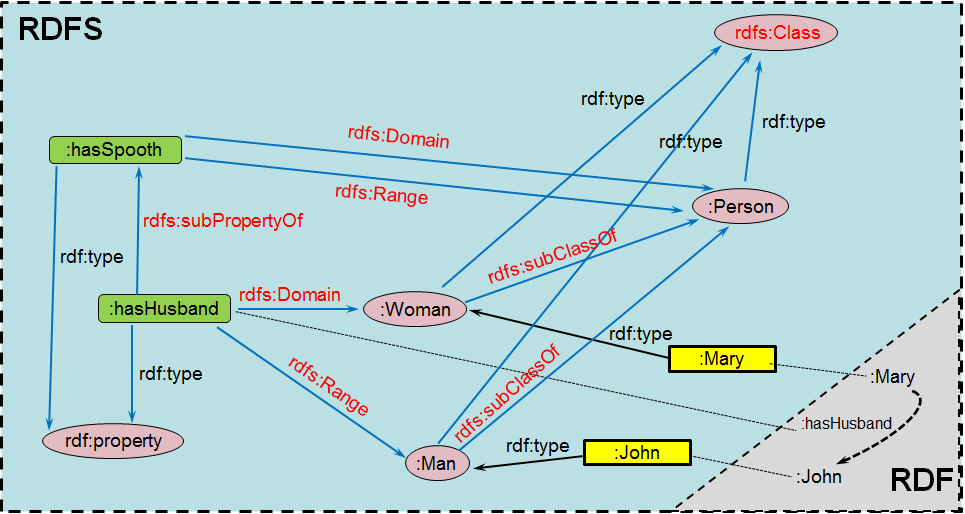 RDFS
rdfs:Class
rdf:type
rdfs:Domain
rdf:type
rdf:type
:hasSpooth
rdfs:Range
:Person
rdfs:subPropertyOf
rdf:type
rdfs:subClassOf
:hasHusband
rdfs:Domain
:Woman
rdf:type
:Mary
rdf:type
rdfs:Range
rdfs:subClassOf
:Mary
:hasHusband
rdf:property
:Man
rdf:type
:John
:John
RDF